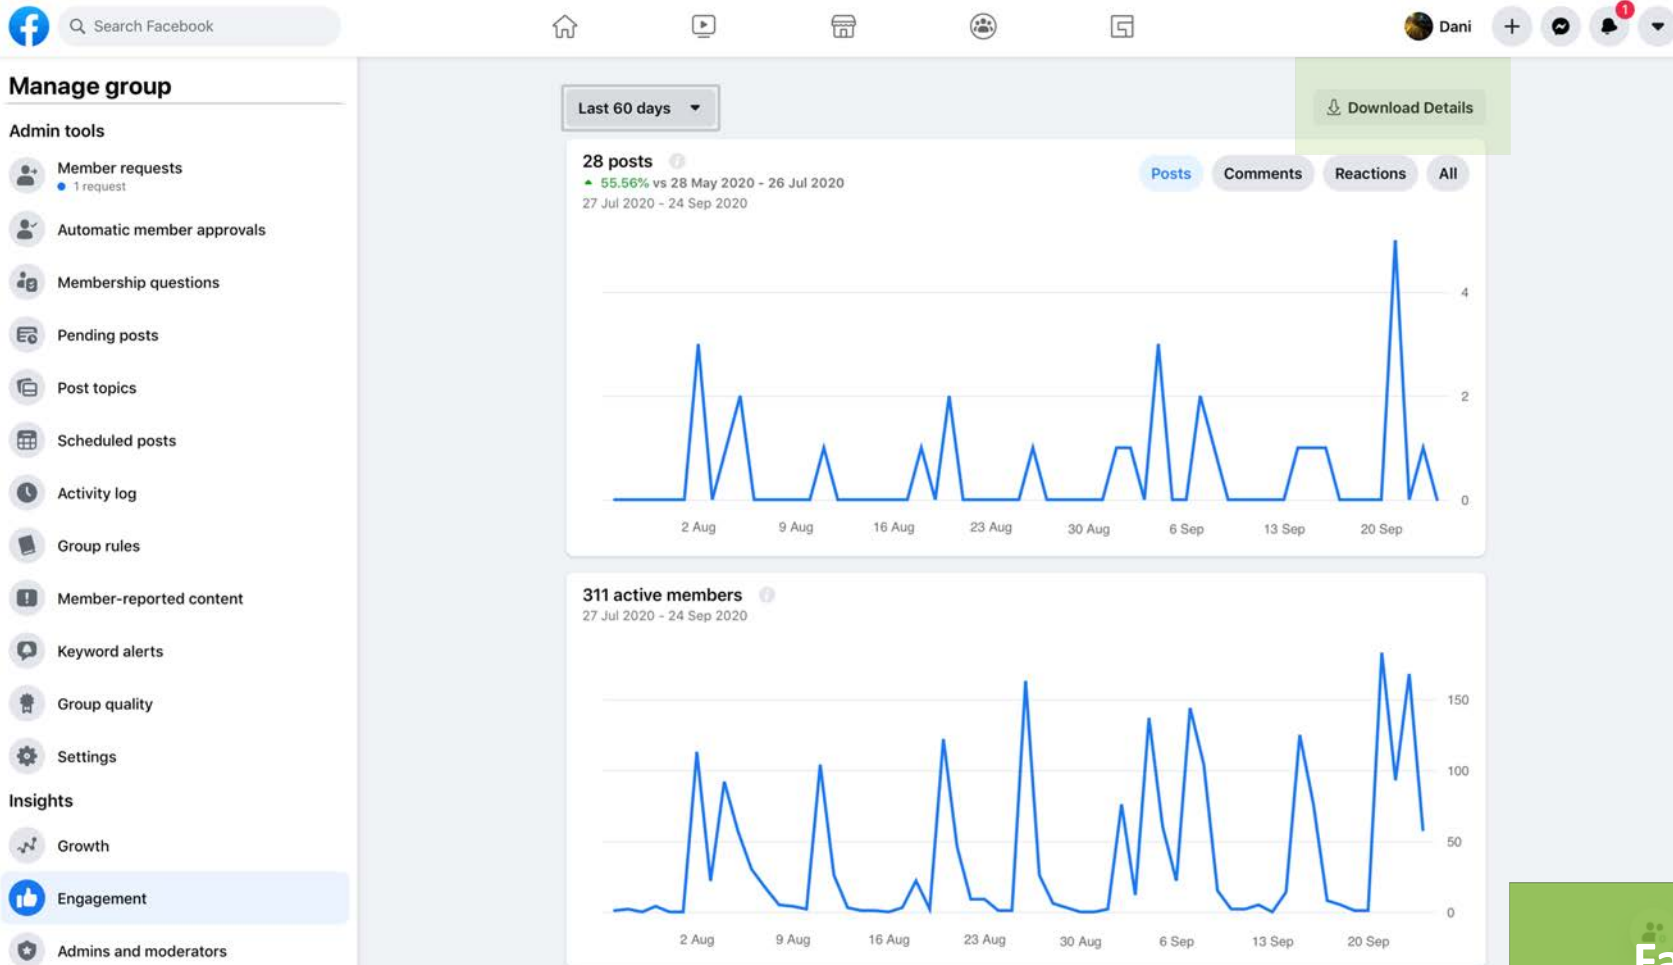 Search Facebook
Dani
1
Manage group
Admin tools
Member requests
1 request
Automatic member approvals
Membership questions
Pending posts
Post topics
Scheduled posts
Activity log
Group rules
Member-reported content
Keyword alerts
Group quality
Settings
Insights
Growth
Engagement
Admins and moderators
Last 60 days
Download Details
28 posts
55.56% vs 28 May 2020 - 26 Jul 2020
27 Jul 2020 - 24 Sep 2020
Posts Comments Reactions All
4
2
0
2 Aug 9 Aug 16 Aug 23 Aug 30 Aug 6 Sep 13 Sep 20 Sep
311 active members
27 Jul 2020 - 24 Sep 2020
150
100
50
0
2 Aug 9 Aug 16 Aug 23 Aug 30 Aug 6 Sep 13 Sep 20 Sep